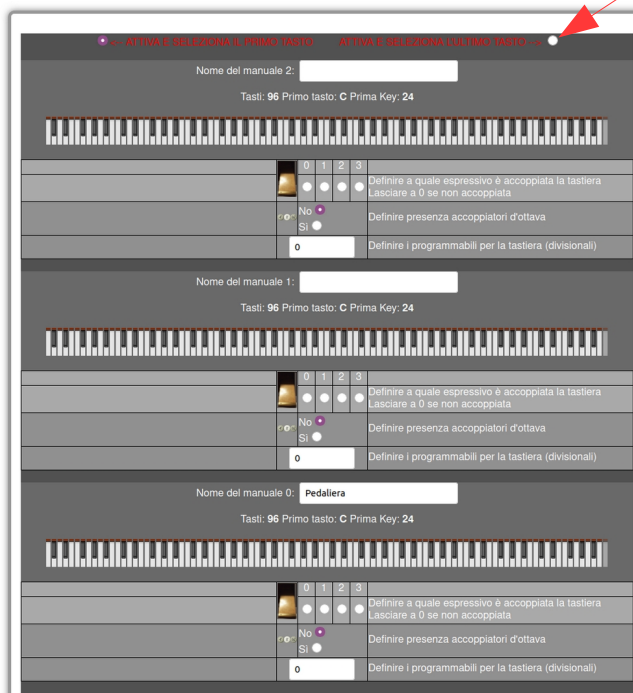 <-- ATTIVA E SELEZIONA IL PRIMO TASTO ATTIVA E SELEZIONA L'ULTIMO TASTO -->
Nome del manuale 2:
Tasti: 96 Primo tasto: C Prima Key: 24
0 1 2 3
Definire a quale espressivo è accoppiata la tastiera
Lasciare a 0 se non accoppiata
No
Sì
Definire presenza accoppiatori d'ottava
0 Definire i programmabili per la tastiera (divisionali)
Nome del manuale 1:
Tasti: 96 Primo tasto: C Prima Key: 24
0 1 2 3
Definire a quale espressivo è accoppiata la tastiera
Lasciare a 0 se non accoppiata
No
Sì
Definire presenza accoppiatori d'ottava
0 Definire i programmabili per la tastiera (divisionali)
Nome del manuale 0: Pedaliera
Tasti: 96 Primo tasto: C Prima Key: 24
0 1 2 3
Definire a quale espressivo è accoppiata la tastiera
Lasciare a 0 se non accoppiata
No
Sì
Definire presenza accoppiatori d'ottava
0 Definire i programmabili per la tastiera (divisionali)